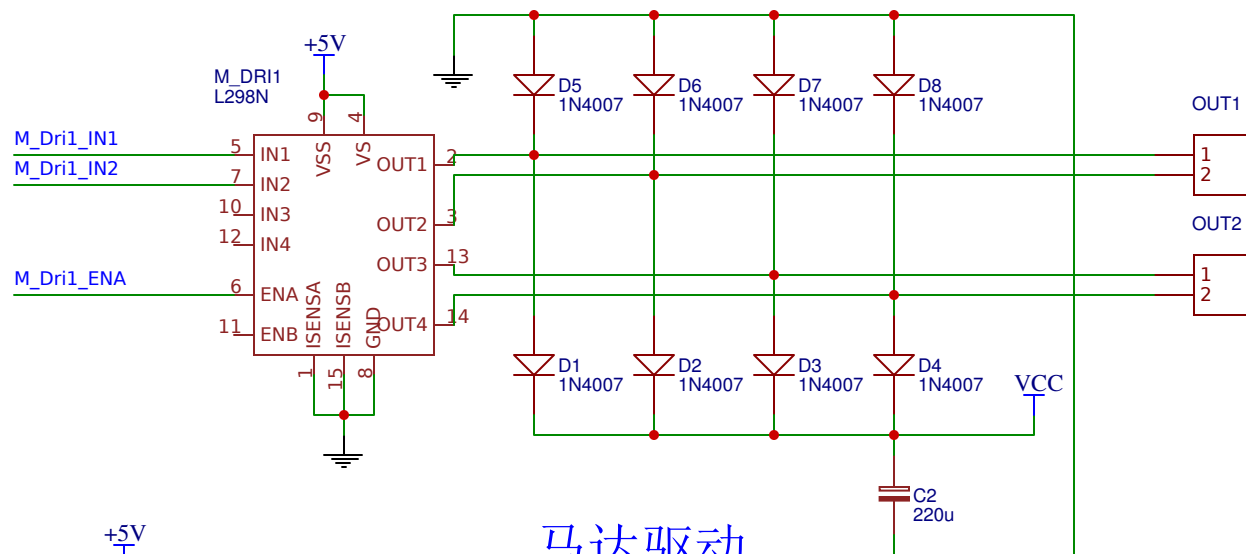 +5V
M_DRI1
L298N
9
4
D5
1N4007
D6
1N4007
D7
1N4007
D8
1N4007
OUT1
M_Dri1_IN1
5
IN1
VSS
VS
OUT1
2
1
M_Dri1_IN2
7
IN2
2
10
IN3
OUT2
3
12
IN4
OUT2
OUT3
13
1
M_Dri1_ENA
6
ENA
2
11
ENB
ISENSA
ISENSB
GND
OUT4
14
1
15
8
D1
1N4007
D2
1N4007
D3
1N4007
D4
1N4007
VCC
C2
220u
+5V
马达驱动